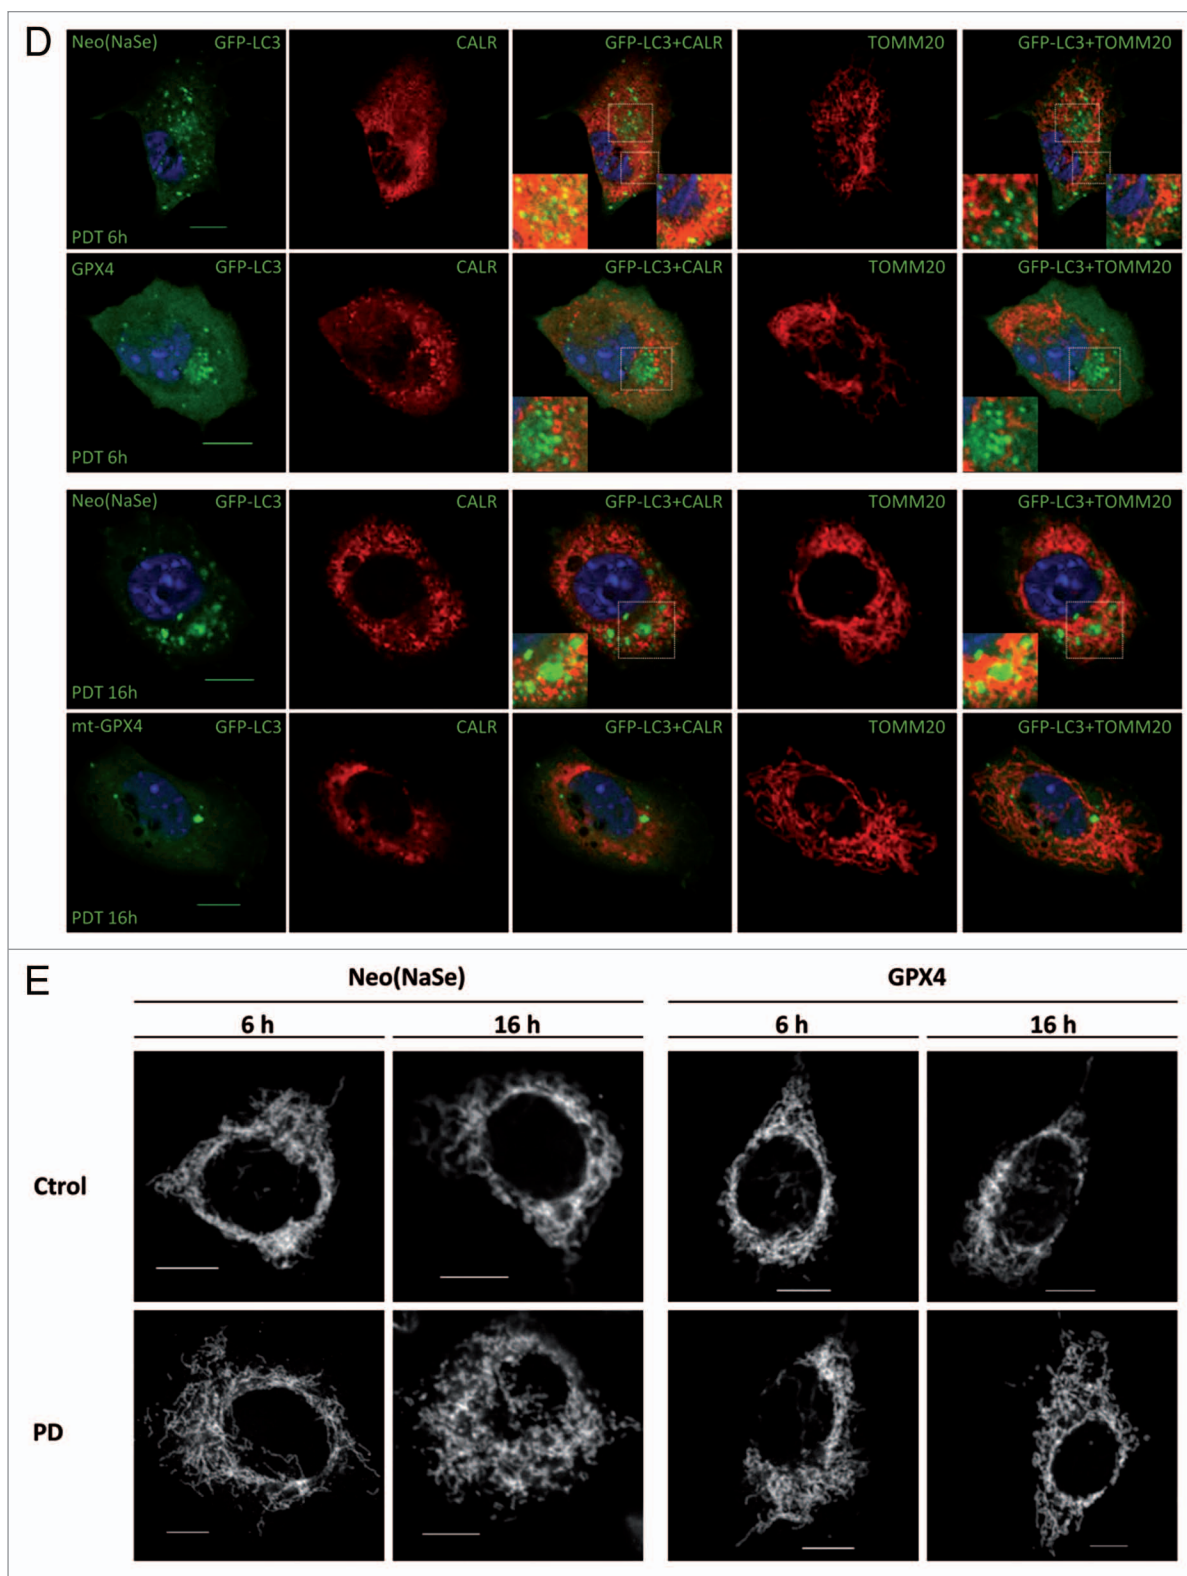 D
Neo(NaSe) GFP-LC3 CALR GFP-LC3+CALR TOMM20 GFP-LC3+TOMM20
PDT 6h
GPX4 GFP-LC3 CALR GFP-LC3+CALR TOMM20 GFP-LC3+TOMM20
PDT 6h
Neo(NaSe) GFP-LC3 CALR GFP-LC3+CALR TOMM20 GFP-LC3+TOMM20
PDT 16h
mt-GPX4 GFP-LC3 CALR GFP-LC3+CALR TOMM20 GFP-LC3+TOMM20
PDT 16h
E
Neo(NaSe) GPX4
6 h 16 h 6 h 16 h
Ctrol
PD